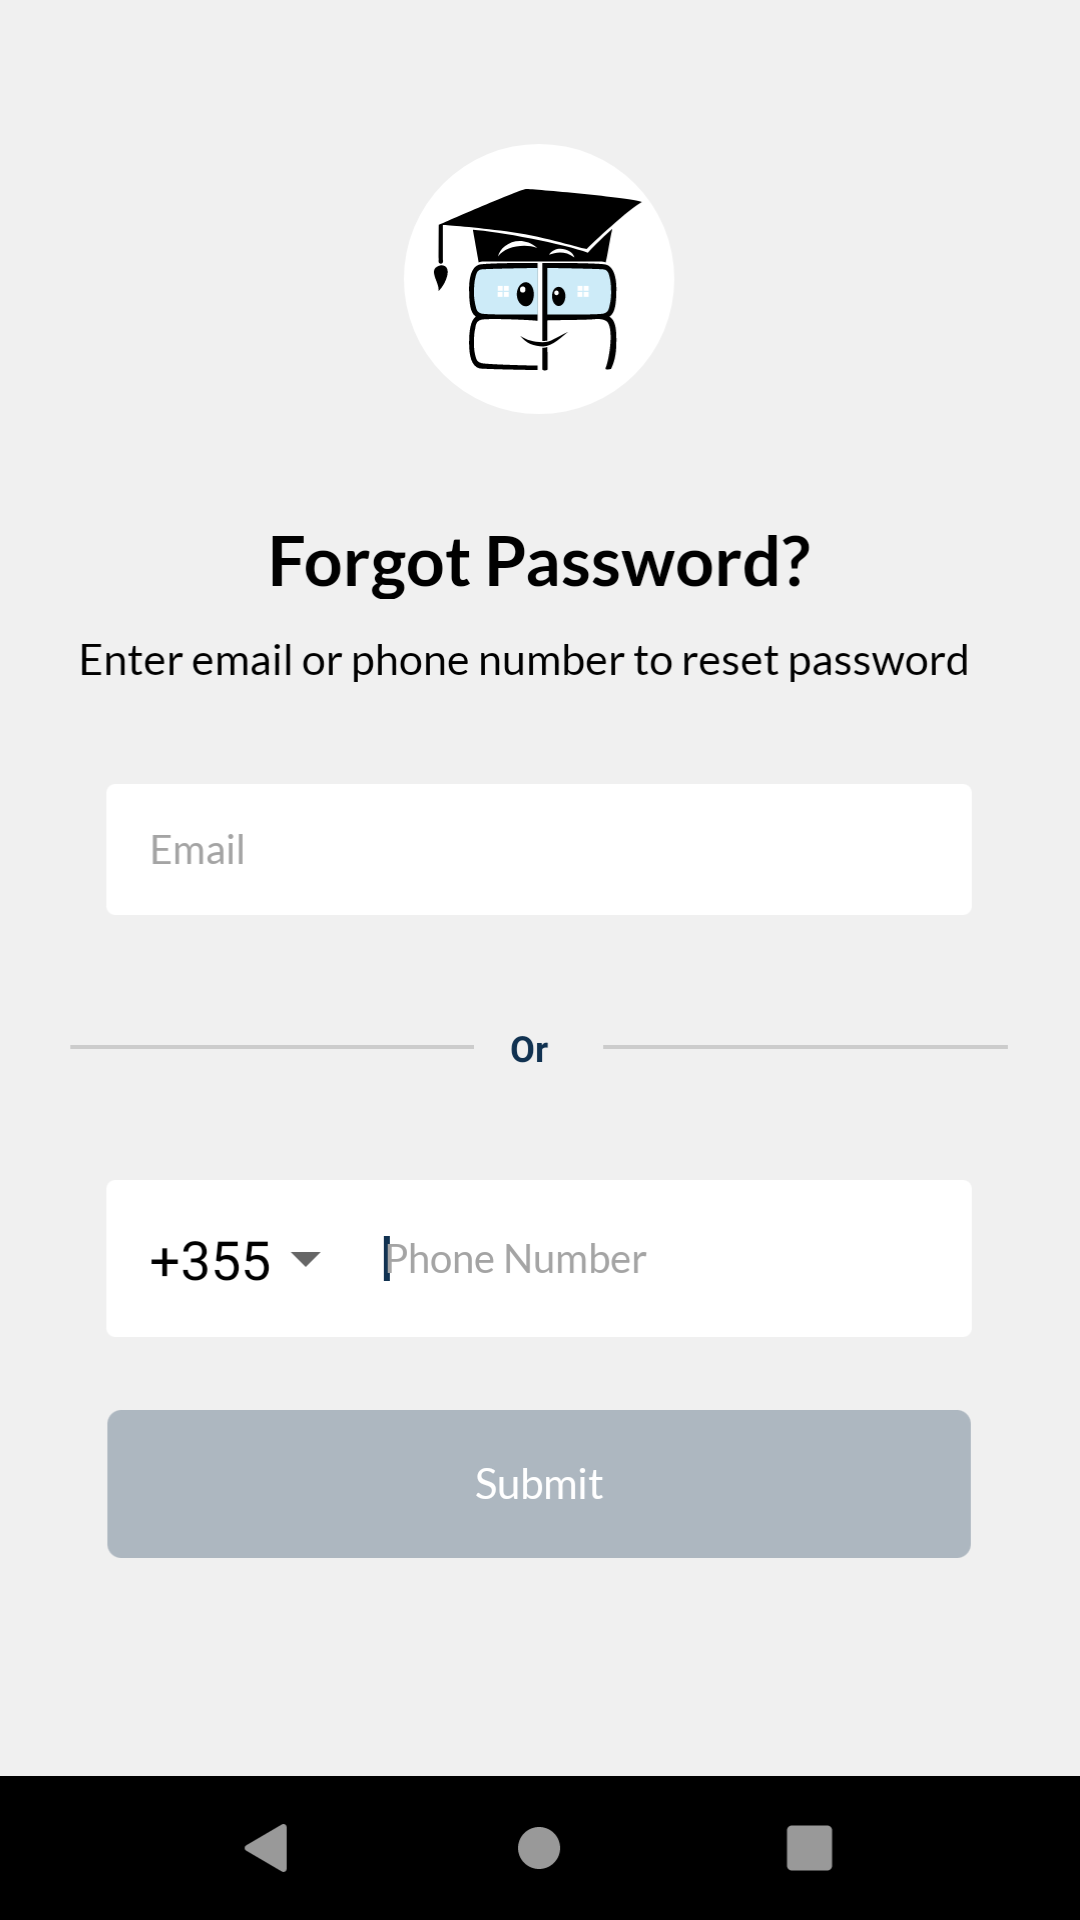 Forgot Password?
Enter email or phone number to reset password
Email
Or
+355 Phone Number
Submit